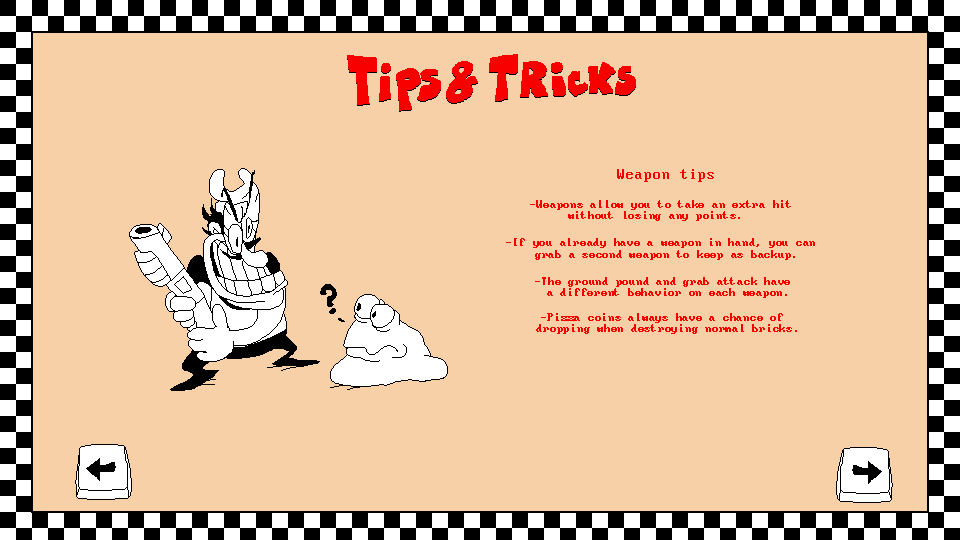 Tips & Tricks
Weapon tips
-Weapons allow you to take an extra hit
without losing any points.
-If you already have a weapon in hand, you can
grab a second weapon to keep as backup.
-The ground pound and grab attack have
a different behavior on each weapon.
-Pizza coins always have a chance of
dropping when destroying normal bricks.
?